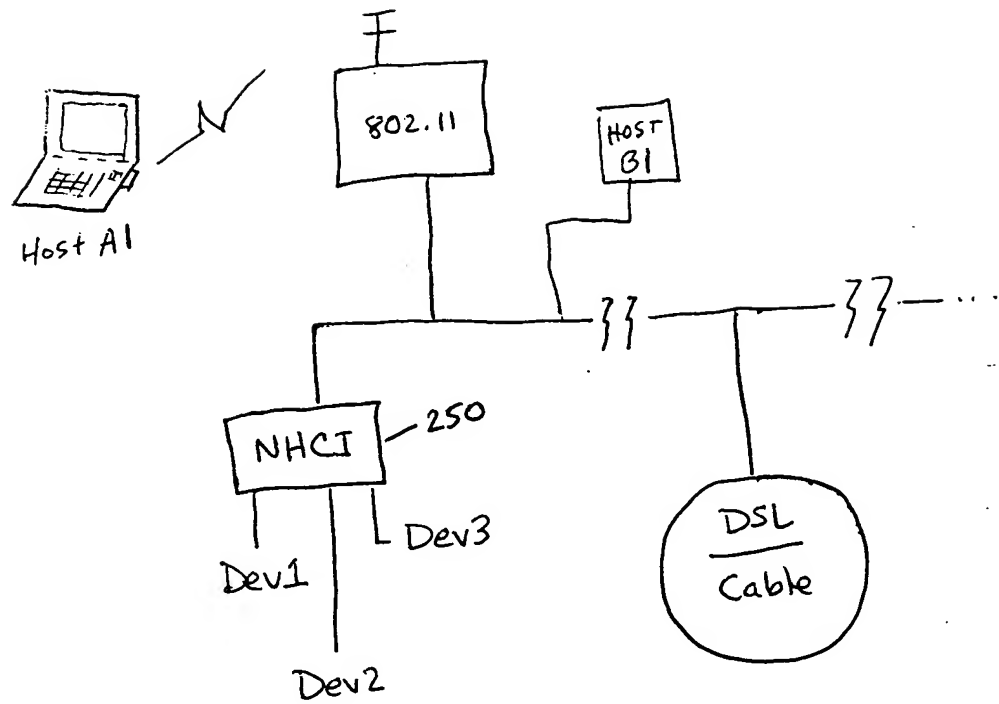 802.11
HOST
B1
Host A1
250
NHCI
Dev1
Dev2
Dev3
DSL
Cable
...